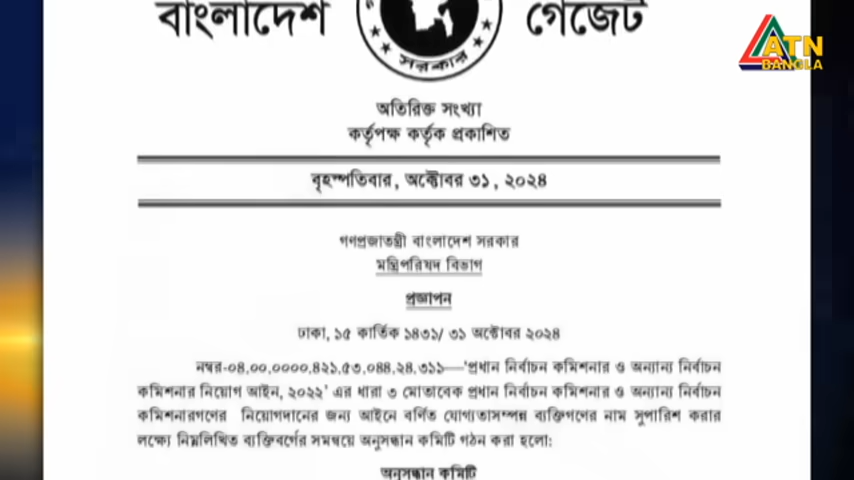 বাংলাদেশ গেজেট
সরকার
ATN
BANGLA
অতিরিক্ত সংখ্যা
কর্তৃপক্ষ কর্তৃক প্রকাশিত
বৃহস্পতিবার, অক্টোবর ৩১, ২০২৪
গণপ্রজাতন্ত্রী বাংলাদেশ সরকার
মন্ত্রিপরিষদ বিভাগ
প্রজ্ঞাপন
ঢাকা, ১৫ কার্তিক ১৪৩১/ ৩১ অক্টোবর ২০২৪
নম্বর-০৪.০০.০০০০.৪২১.৫৩.০৪৪.২৪.৩১১—‘প্রধান নির্বাচন কমিশনার ও অন্যান্য নির্বাচন
কমিশনার নিয়োগ আইন, ২০২২’ এর ধারা ৩ মোতাবেক প্রধান নির্বাচন কমিশনার ও অন্যান্য নির্বাচন
কমিশনারগণের নিয়োগদানের জন্য আইনে বর্ণিত যোগ্যতাসম্পন্ন ব্যক্তিগণের নাম সুপারিশ করার
লক্ষ্যে নিম্নলিখিত ব্যক্তিবর্গের সমন্বয়ে অনুসন্ধান কমিটি গঠন করা হলো:
অনুসন্ধান কমিটি